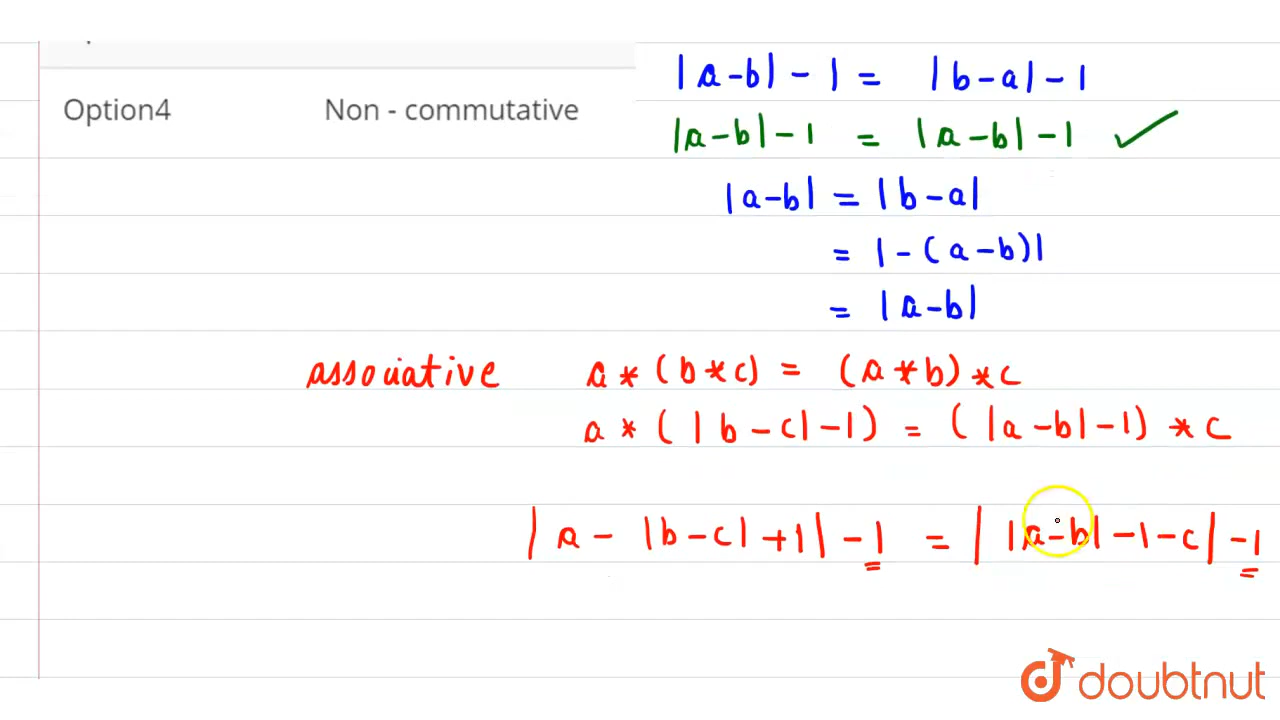 |a-b| - 1 = |b-a| - 1
Option4 Non - commutative
|a-b| - 1 = |a-b| - 1 ✓
|a-b| = |b-a|
= |-(a-b)|
= |a-b|
associative a * (b * c) = (a * b) * c
a * (|b-c| - 1) = (|a-b| - 1) * c
|a - |b-c| + 1| - 1 = ||a-b| - 1 - c| - 1
doubtnut